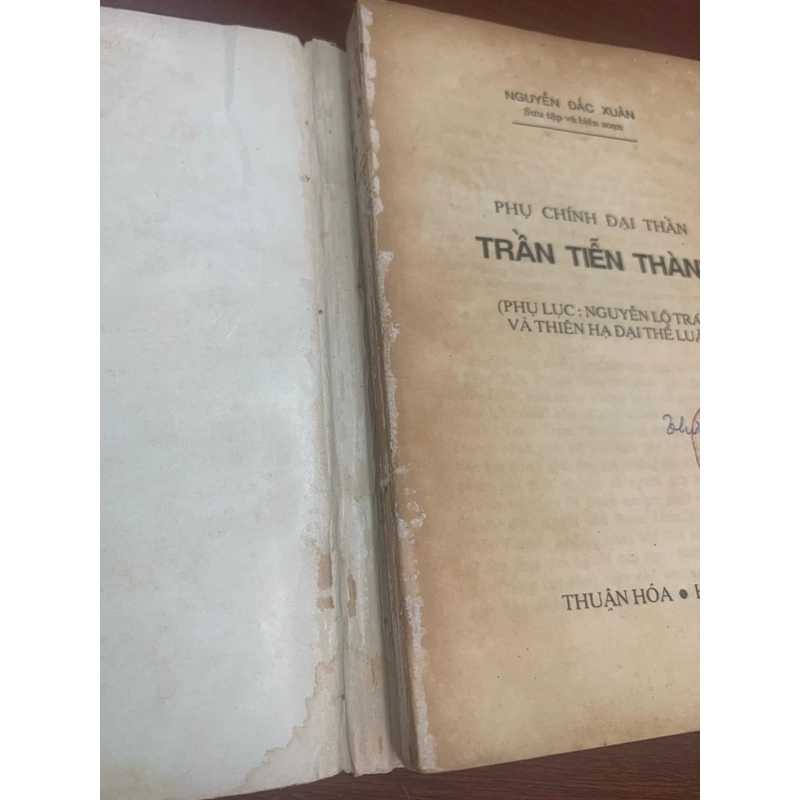 NGUYỄN ĐẮC XUÂN
Sưu tập và biên soạn
PHỤ CHÍNH ĐẠI THẦN
TRẦN TIỄN THÀN
(PHỤ LỤC : NGUYỄN LỘ TRẠ
VÀ THIÊN HẠ ĐẠI THẾ LUẬ
THUẬN HÓA ● H